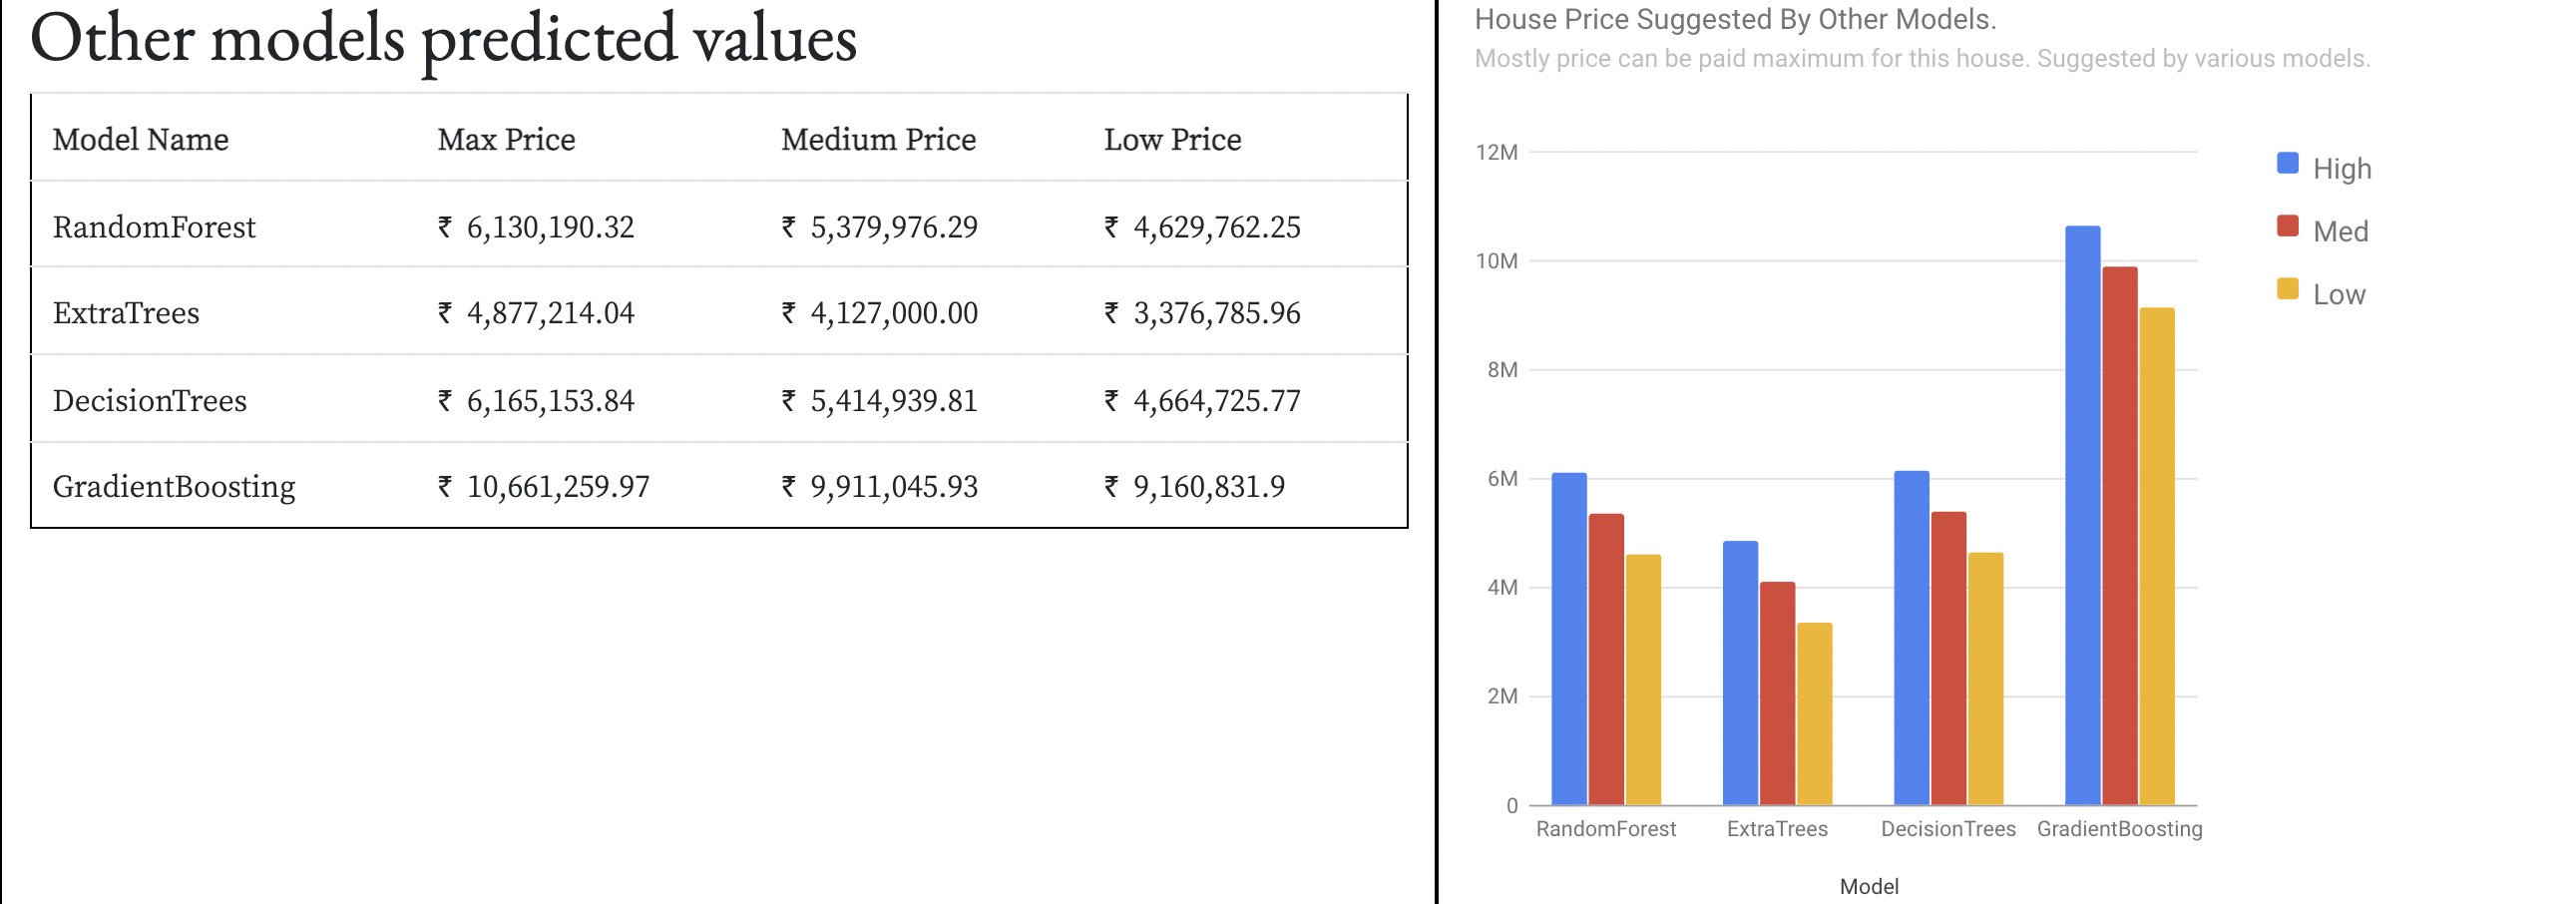 Other models predicted values
Model Name Max Price Medium Price Low Price
RandomForest ₹ 6,130,190.32 ₹ 5,379,976.29 ₹ 4,629,762.25
ExtraTrees ₹ 4,877,214.04 ₹ 4,127,000.00 ₹ 3,376,785.96
DecisionTrees ₹ 6,165,153.84 ₹ 5,414,939.81 ₹ 4,664,725.77
GradientBoosting ₹ 10,661,259.97 ₹ 9,911,045.93 ₹ 9,160,831.9
House Price Suggested By Other Models.
Mostly price can be paid maximum for this house. Suggested by various models.
12M
10M
8M
6M
4M
2M
0
RandomForest ExtraTrees DecisionTrees GradientBoosting
Model
High
Med
Low